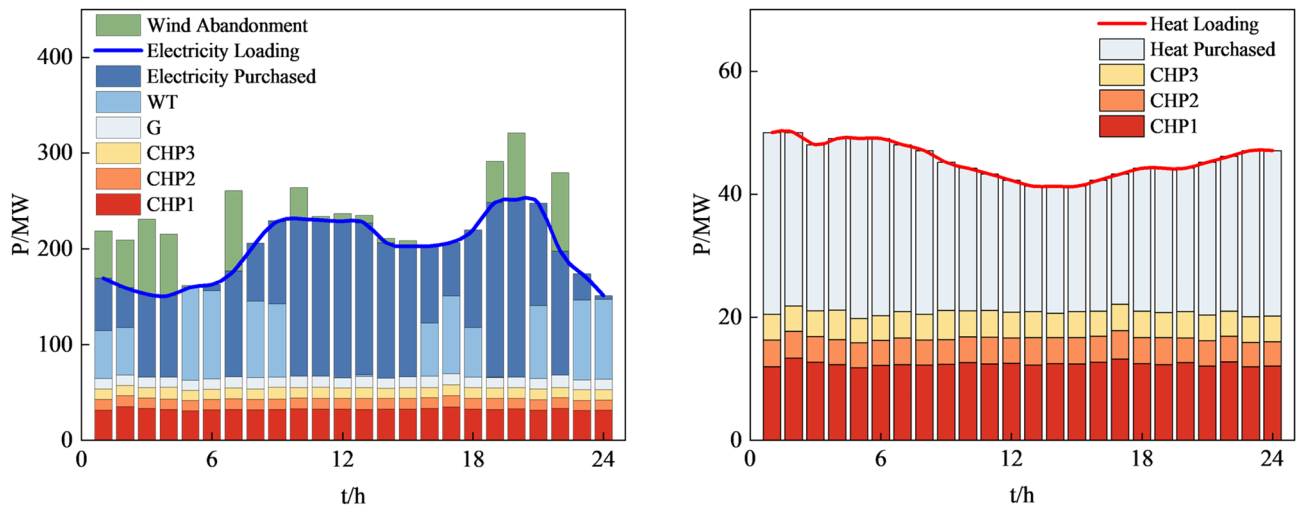 Wind Abandonment
Electricity Loading
Electricity Purchased
WT
G
CHP3
CHP2
CHP1
400
300
200
100
0
P/MW
0 6 12 18 24
t/h
Heat Loading
Heat Purchased
CHP3
CHP2
CHP1
60
40
20
0
P/MW
0 6 12 18 24
t/h